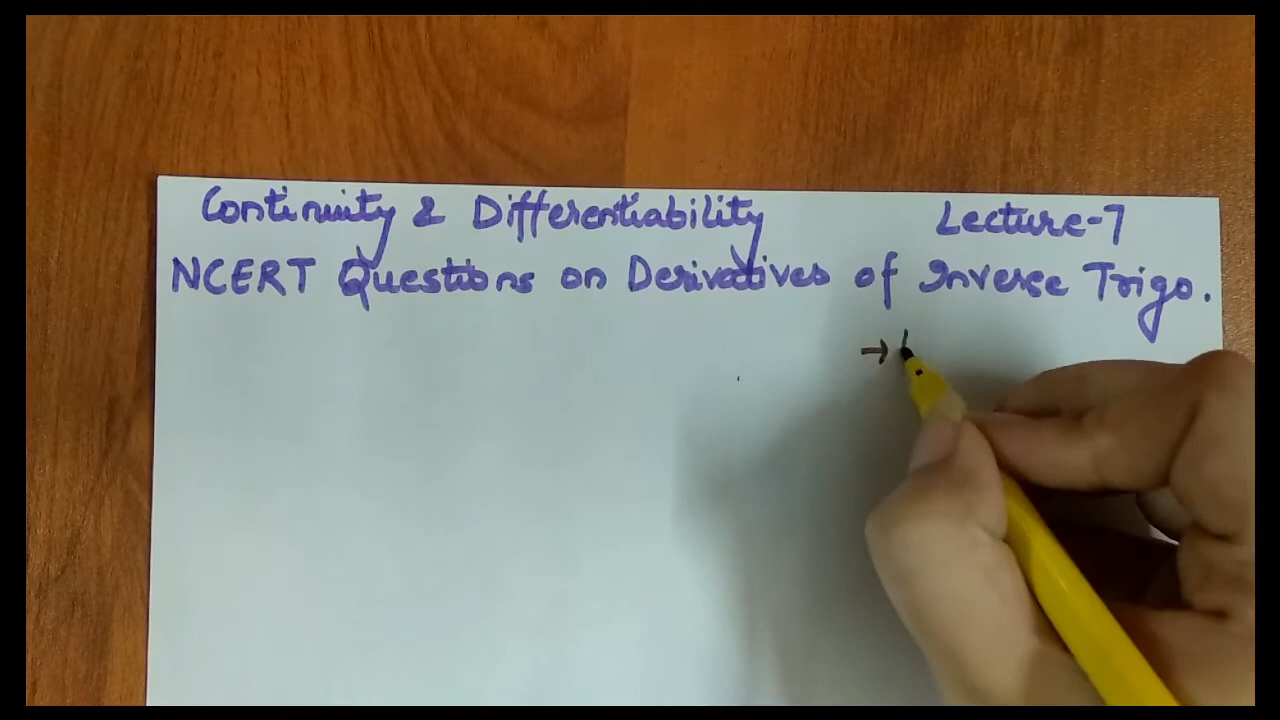 Continuity & Differentiability Lecture-7
NCERT Questions on Derivatives of Inverse Trigo.
→